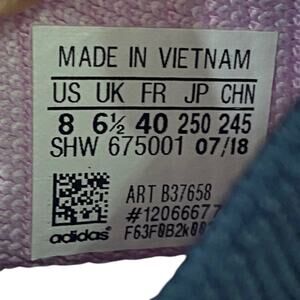 MADE IN VIETNAM
US UK FR JP CHN
8 6½ 40 250 245
SHW 675001 07/18
ART B37658
#12066677
adidas